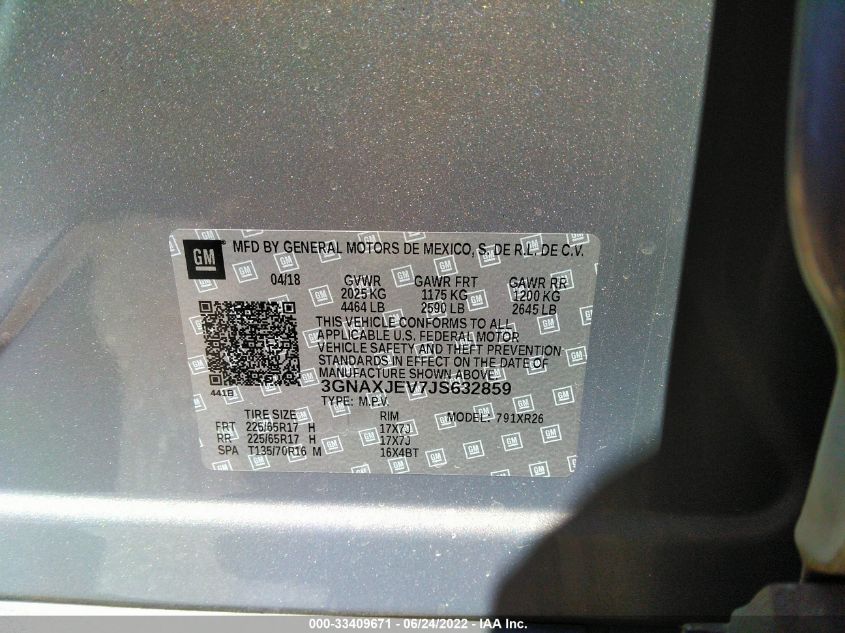 GM
MFD BY GENERAL MOTORS DE MEXICO, S. DE R.L. DE C.V.
04/18 GVWR GAWR FRT GAWR RR
2025 KG 1175 KG 1200 KG
4464 LB 2590 LB 2645 LB
THIS VEHICLE CONFORMS TO ALL
APPLICABLE U.S. FEDERAL MOTOR
VEHICLE SAFETY AND THEFT PREVENTION
STANDARDS IN EFFECT ON THE DATE OF
MANUFACTURE SHOWN ABOVE.
441B
3GNAXJEV7JS632859
TYPE: M.P.V.
TIRE SIZE RIM MODEL: 791XR26
FRT 225/65R17 H 17X7J
RR 225/65R17 H 17X7J
SPA T135/70R16 M 16X4BT
000-33409671 - 06/24/2022 - IAA Inc.